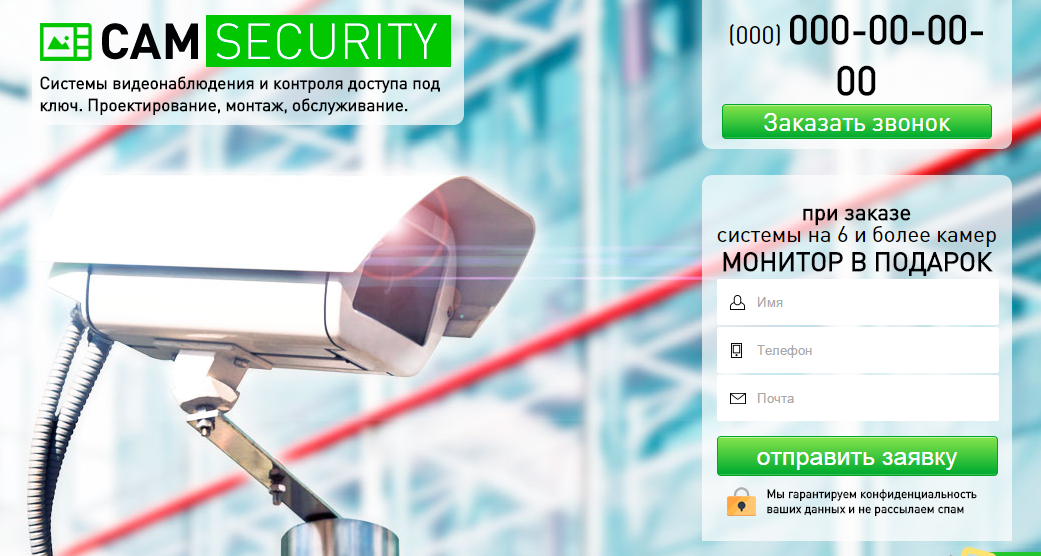 CAM SECURITY
Системы видеонаблюдения и контроля доступа под
ключ. Проектирование, монтаж, обслуживание.
(000) 000-00-00-
00
Заказать звонок
при заказе
системы на 6 и более камер
МОНИТОР В ПОДАРОК
Имя
Телефон
Почта
отправить заявку
Мы гарантируем конфиденциальность
ваших данных и не рассылаем спам